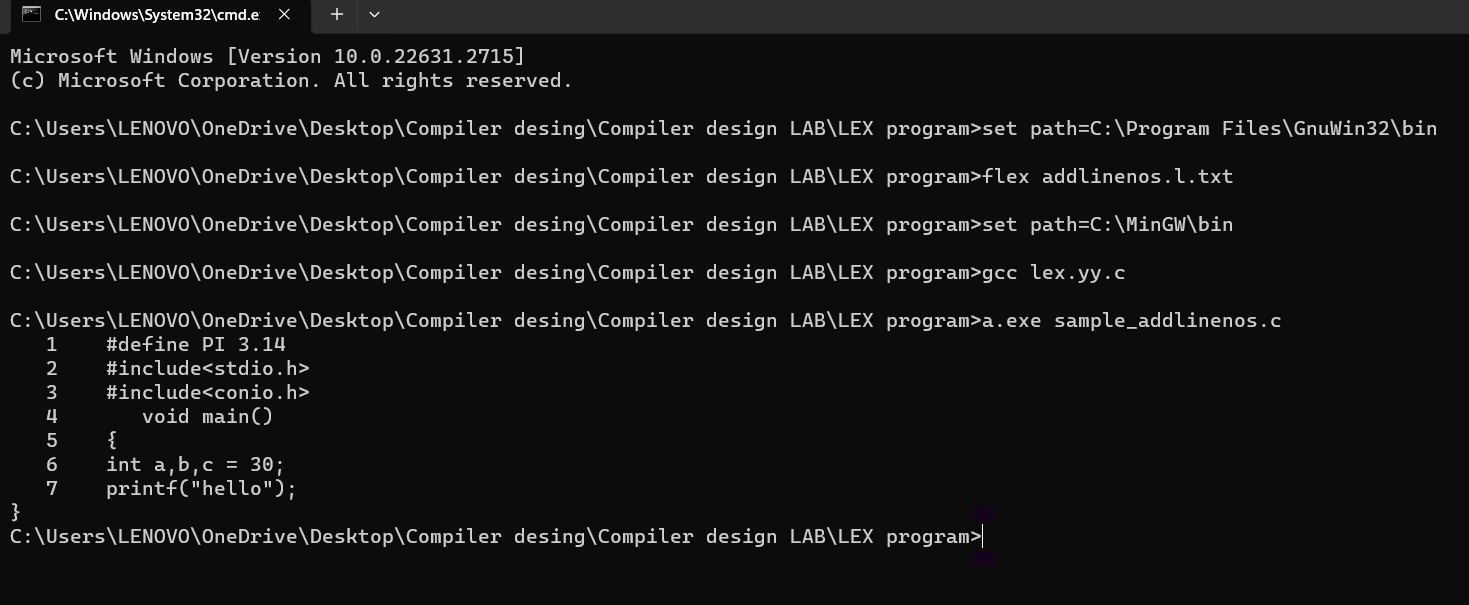 C:\Windows\System32\cmd.e
Microsoft Windows [Version 10.0.22631.2715]
(c) Microsoft Corporation. All rights reserved.
C:\Users\LENOVO\OneDrive\Desktop\Compiler desing\Compiler design LAB\LEX program>set path=C:\Program Files\GnuWin32\bin
C:\Users\LENOVO\OneDrive\Desktop\Compiler desing\Compiler design LAB\LEX program>flex addlinenos.l.txt
C:\Users\LENOVO\OneDrive\Desktop\Compiler desing\Compiler design LAB\LEX program>set path=C:\MinGW\bin
C:\Users\LENOVO\OneDrive\Desktop\Compiler desing\Compiler design LAB\LEX program>gcc lex.yy.c
C:\Users\LENOVO\OneDrive\Desktop\Compiler desing\Compiler design LAB\LEX program>a.exe sample_addlinenos.c
   1    #define PI 3.14
   2    #include<stdio.h>
   3    #include<conio.h>
   4       void main()
   5    {
   6    int a,b,c = 30;
   7    printf("hello");
}
C:\Users\LENOVO\OneDrive\Desktop\Compiler desing\Compiler design LAB\LEX program>